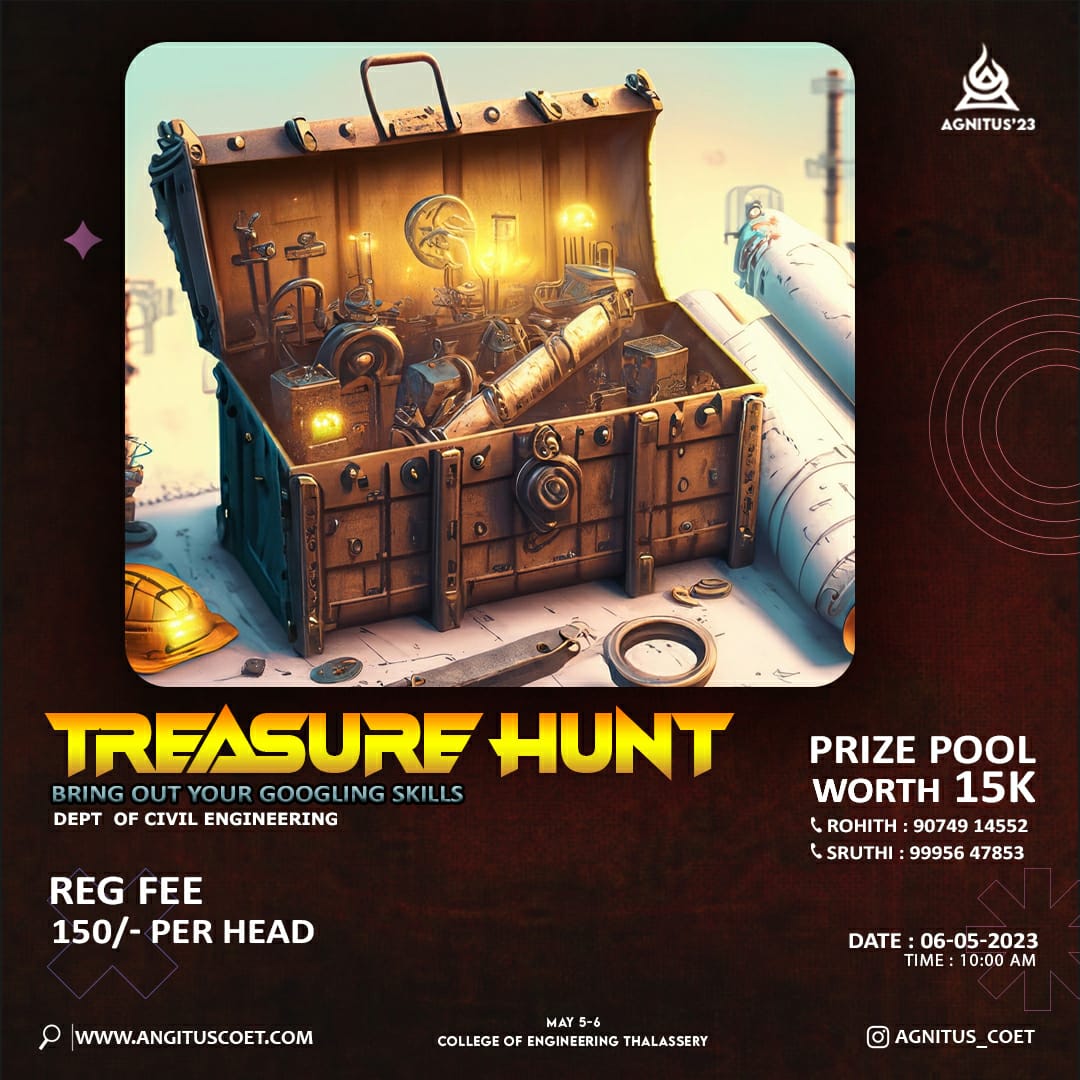 AGNITUS'23
TREASURE HUNT
BRING OUT YOUR GOOGLING SKILLS
DEPT OF CIVIL ENGINEERING
PRIZE POOL
WORTH 15K
ROHITH : 90749 14552
SRUTHI : 99956 47853
REG FEE
150/- PER HEAD
DATE : 06-05-2023
TIME : 10:00 AM
WWW.ANGITUSCOET.COM
MAY 5-6
COLLEGE OF ENGINEERING THALASSERY
AGNITUS_COET